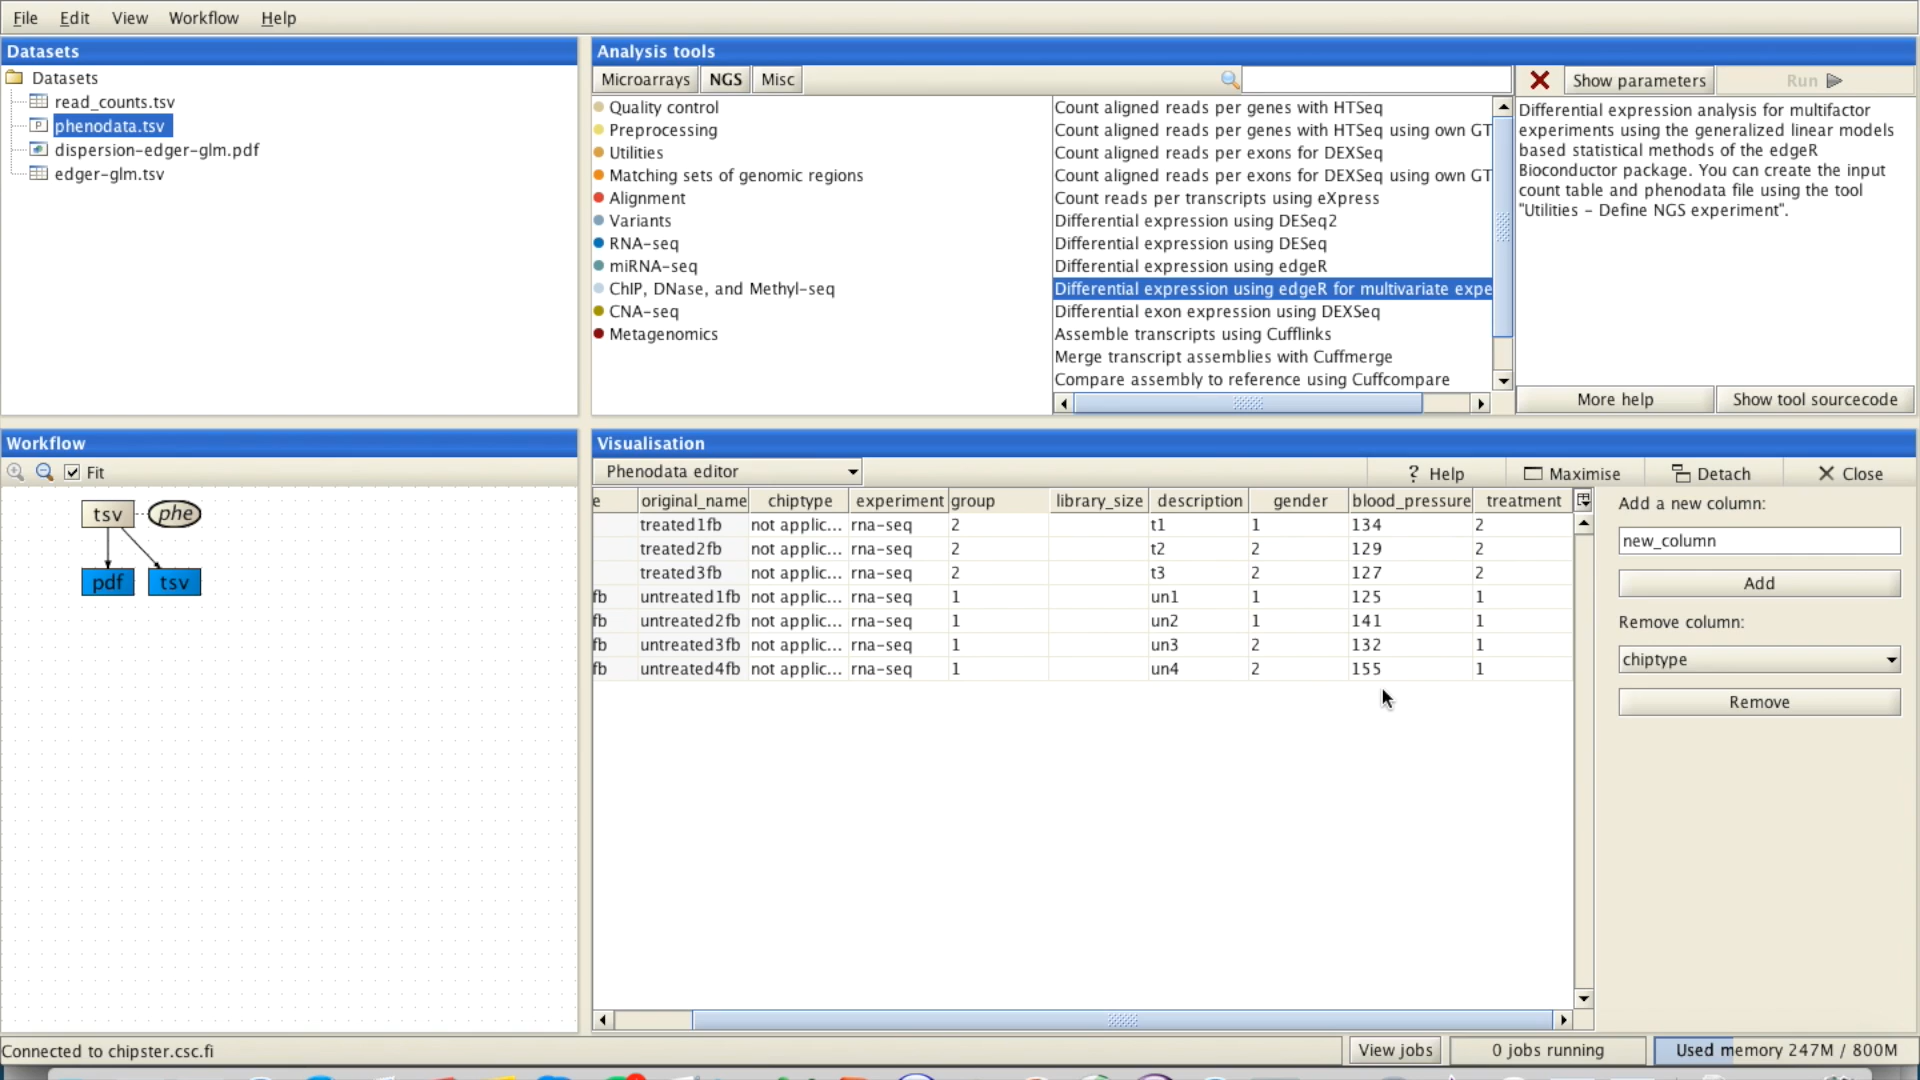 File Edit View Workflow Help
Datasets
Datasets
read_counts.tsv
phenodata.tsv
dispersion-edger-glm.pdf
edger-glm.tsv
Analysis tools
Microarrays NGS Misc
Show parameters Run
Quality control
Preprocessing
Utilities
Matching sets of genomic regions
Alignment
Variants
RNA-seq
miRNA-seq
ChIP, DNase, and Methyl-seq
CNA-seq
Metagenomics
Count aligned reads per genes with HTSeq
Count aligned reads per genes with HTSeq using own GT
Count aligned reads per exons for DEXSeq
Count aligned reads per exons for DEXSeq using own GT
Count reads per transcripts using eXpress
Differential expression using DESeq2
Differential expression using DESeq
Differential expression using edgeR
Differential expression using edgeR for multivariate expe
Differential exon expression using DEXSeq
Assemble transcripts using Cufflinks
Merge transcript assemblies with Cuffmerge
Compare assembly to reference using Cuffcompare
Differential expression analysis for multifactor
experiments using the generalized linear models
based statistical methods of the edgeR
Bioconductor package. You can create the input
count table and phenodata file using the tool
"Utilities - Define NGS experiment".
More help Show tool sourcecode
Workflow
Fit
tsv phe
pdf tsv
Visualisation
Phenodata editor ? Help Maximise Detach Close
e original_name chiptype experiment group library_size description gender blood_pressure treatment
treated1fb not applic... rna-seq 2 t1 1 134 2
treated2fb not applic... rna-seq 2 t2 2 129 2
treated3fb not applic... rna-seq 2 t3 2 127 2
fb untreated1fb not applic... rna-seq 1 un1 1 125 1
fb untreated2fb not applic... rna-seq 1 un2 1 141 1
fb untreated3fb not applic... rna-seq 1 un3 2 132 1
fb untreated4fb not applic... rna-seq 1 un4 2 155 1
Add a new column:
new_column
Add
Remove column:
chiptype
Remove
Connected to chipster.csc.fi
View jobs 0 jobs running Used memory 247M / 800M